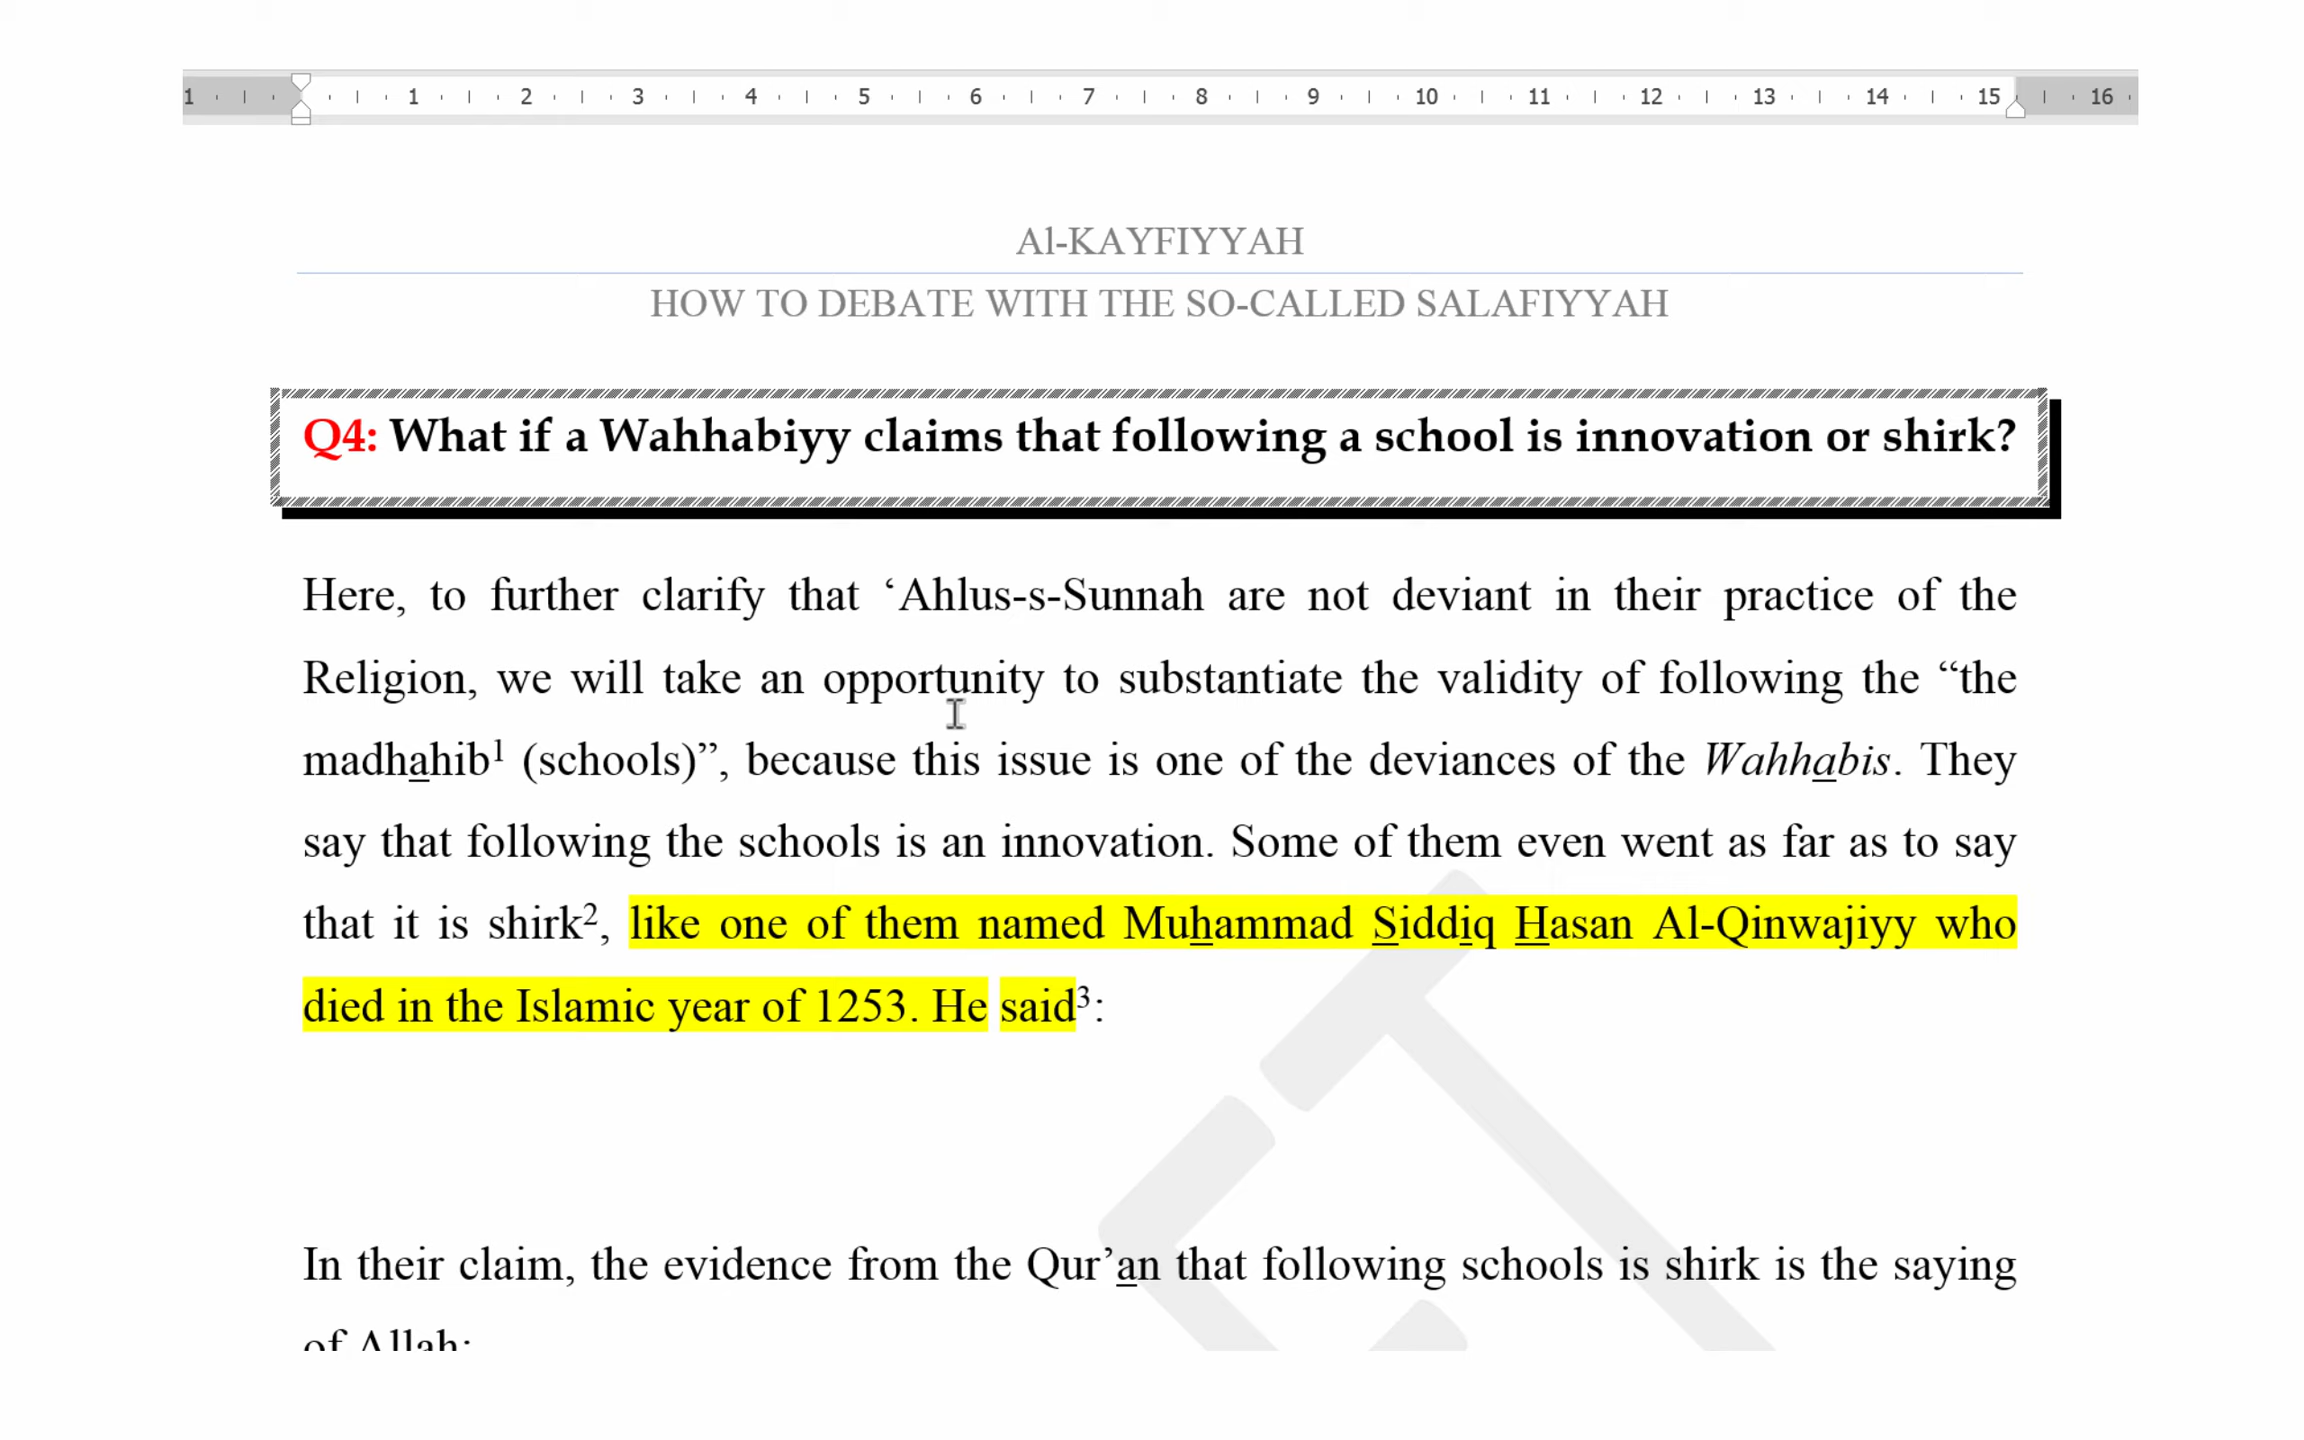 1 1 2 3 4 5 6 7 8 9 10 11 12 13 14 15 16
Al-KAYFIYYAH
HOW TO DEBATE WITH THE SO-CALLED SALAFIYYAH
Q4: What if a Wahhabiyy claims that following a school is innovation or shirk?
Here, to further clarify that ‘Ahlus-s-Sunnah are not deviant in their practice of the
Religion, we will take an opportunity to substantiate the validity of following the “the
madhahib1 (schools)”, because this issue is one of the deviances of the Wahhabis. They
say that following the schools is an innovation. Some of them even went as far as to say
that it is shirk2, like one of them named Muhammad Siddiq Hasan Al-Qinwajiyy who
died in the Islamic year of 1253. He said3:
In their claim, the evidence from the Qur’an that following schools is shirk is the saying
of Allah: